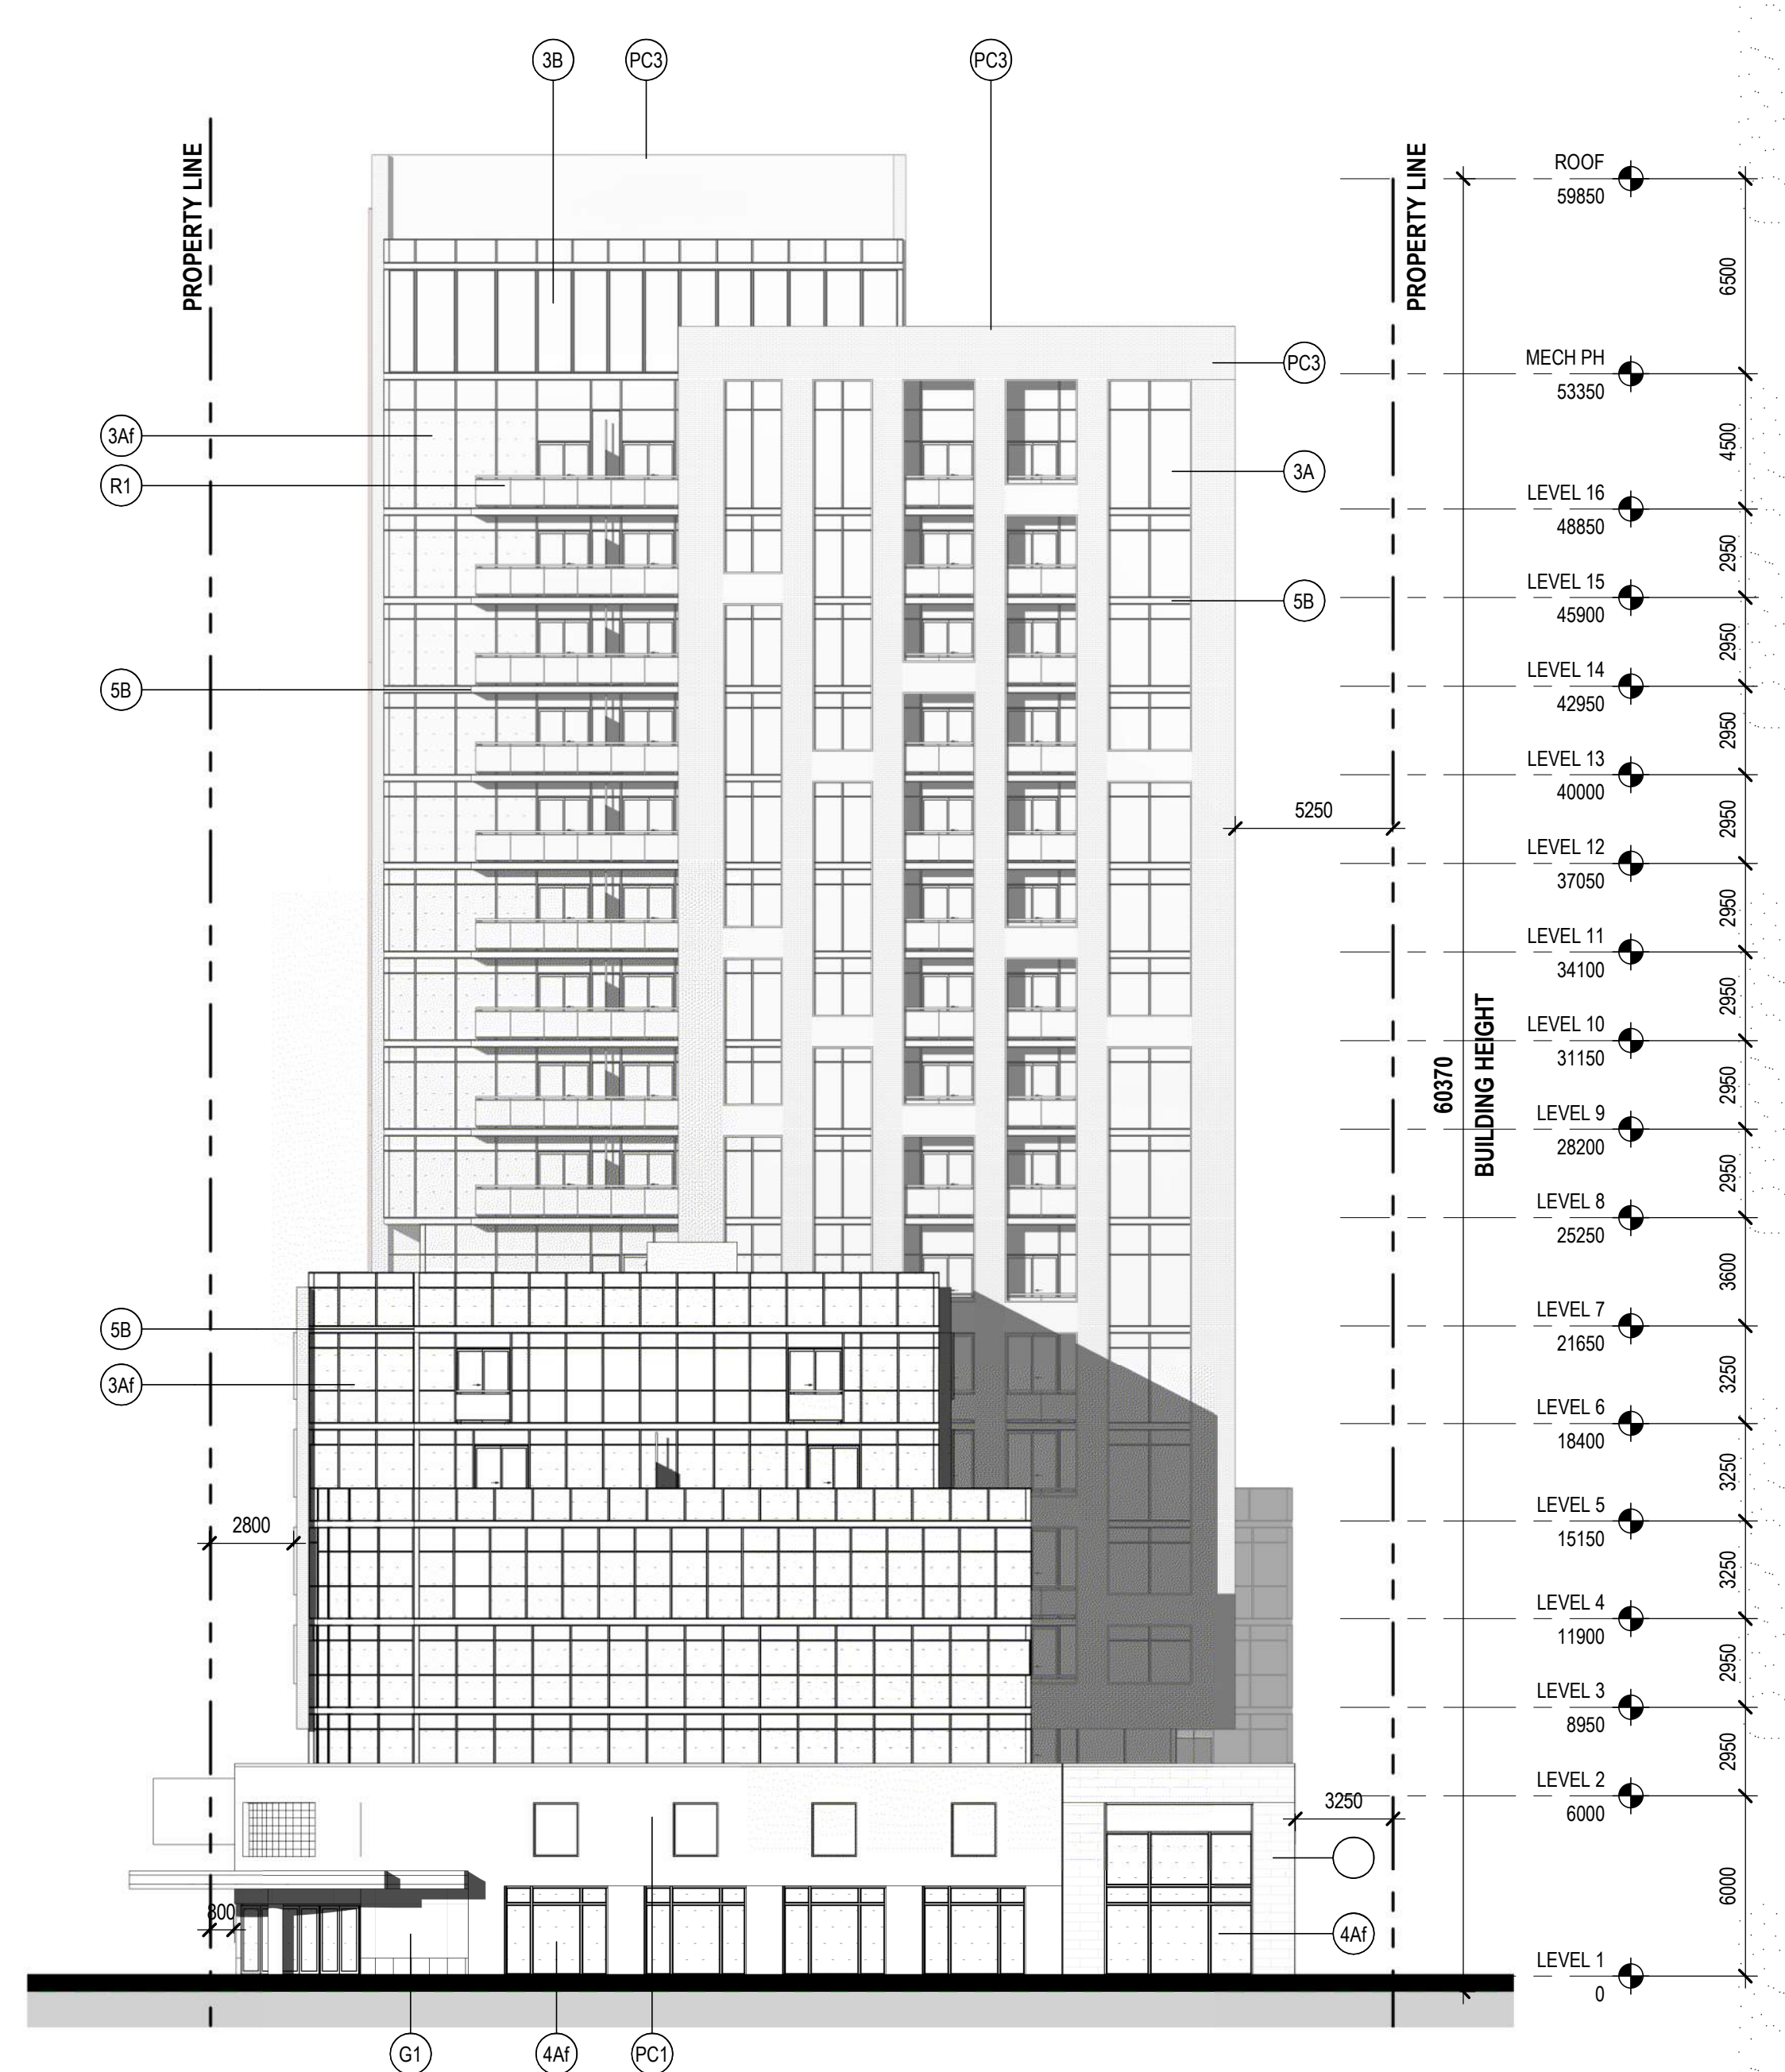 3B
PC3
PC3
PROPERTY LINE
PROPERTY LINE
ROOF
59850
6500
PC3
MECH PH
53350
3Af
4500
R1
3A
LEVEL 16
48850
2950
5B
LEVEL 15
45900
2950
5B
LEVEL 14
42950
2950
LEVEL 13
40000
5250
2950
LEVEL 12
37050
2950
LEVEL 11
34100
2950
LEVEL 10
31150
60370
BUILDING HEIGHT
2950
LEVEL 9
28200
2950
LEVEL 8
25250
3600
5B
LEVEL 7
21650
3Af
3250
LEVEL 6
18400
3250
2800
LEVEL 5
15150
3250
LEVEL 4
11900
2950
LEVEL 3
8950
2950
LEVEL 2
6000
3250
6000
800
4Af
LEVEL 1
0
G1
4Af
PC1